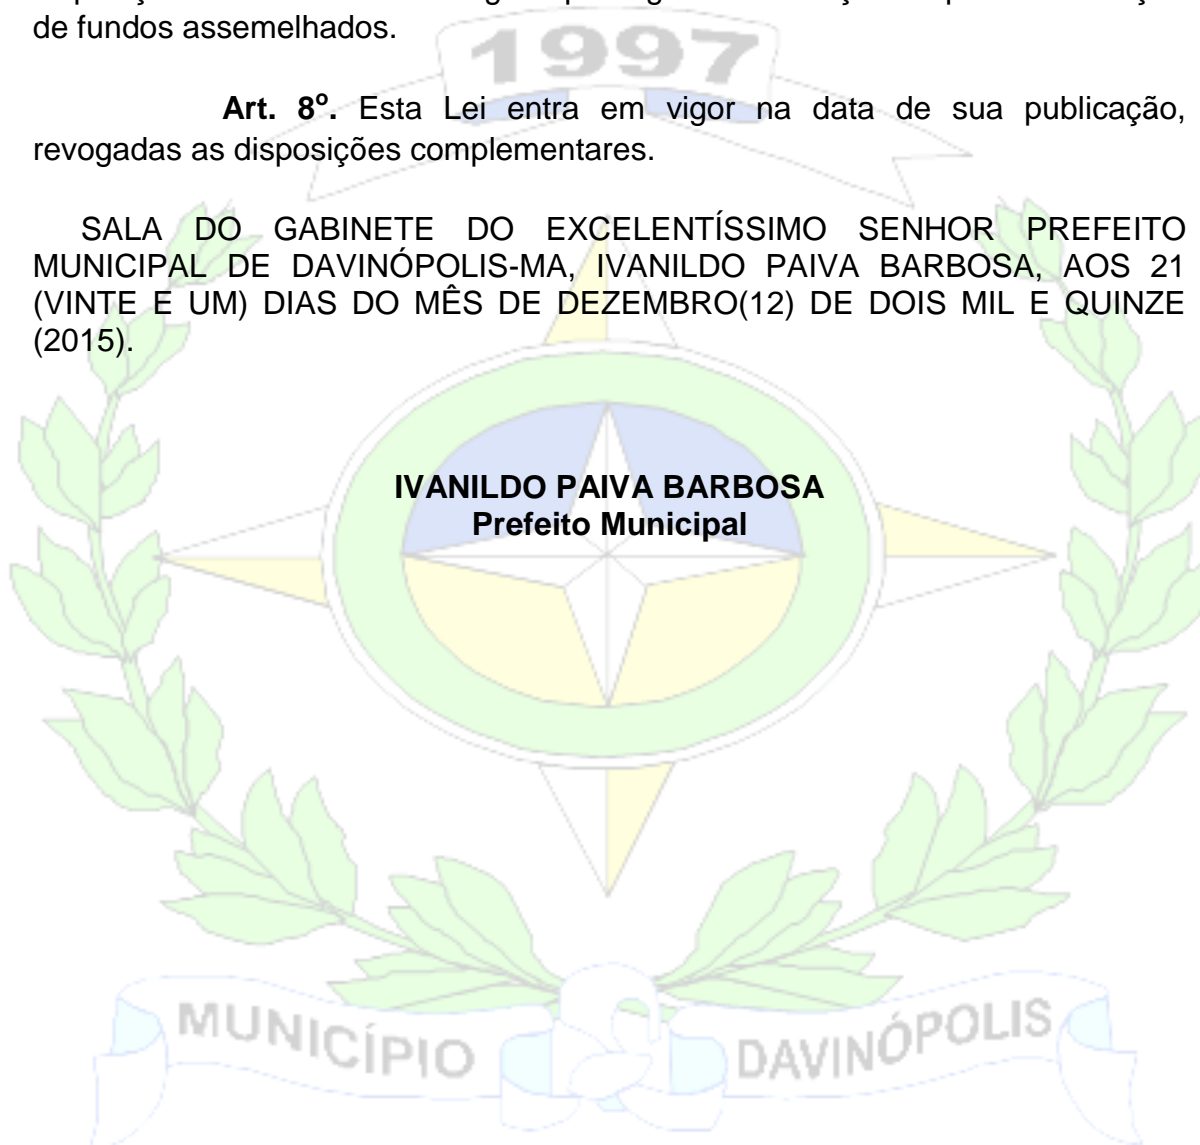 de fundos assemelhados.
1997
Art. 8º. Esta Lei entra em vigor na data de sua publicação,
revogadas as disposições complementares.
SALA DO GABINETE DO EXCELENTÍSSIMO SENHOR PREFEITO
MUNICIPAL DE DAVINÓPOLIS-MA, IVANILDO PAIVA BARBOSA, AOS 21
(VINTE E UM) DIAS DO MÊS DE DEZEMBRO(12) DE DOIS MIL E QUINZE
(2015).
IVANILDO PAIVA BARBOSA
Prefeito Municipal
MUNICÍPIO DAVINÓPOLIS